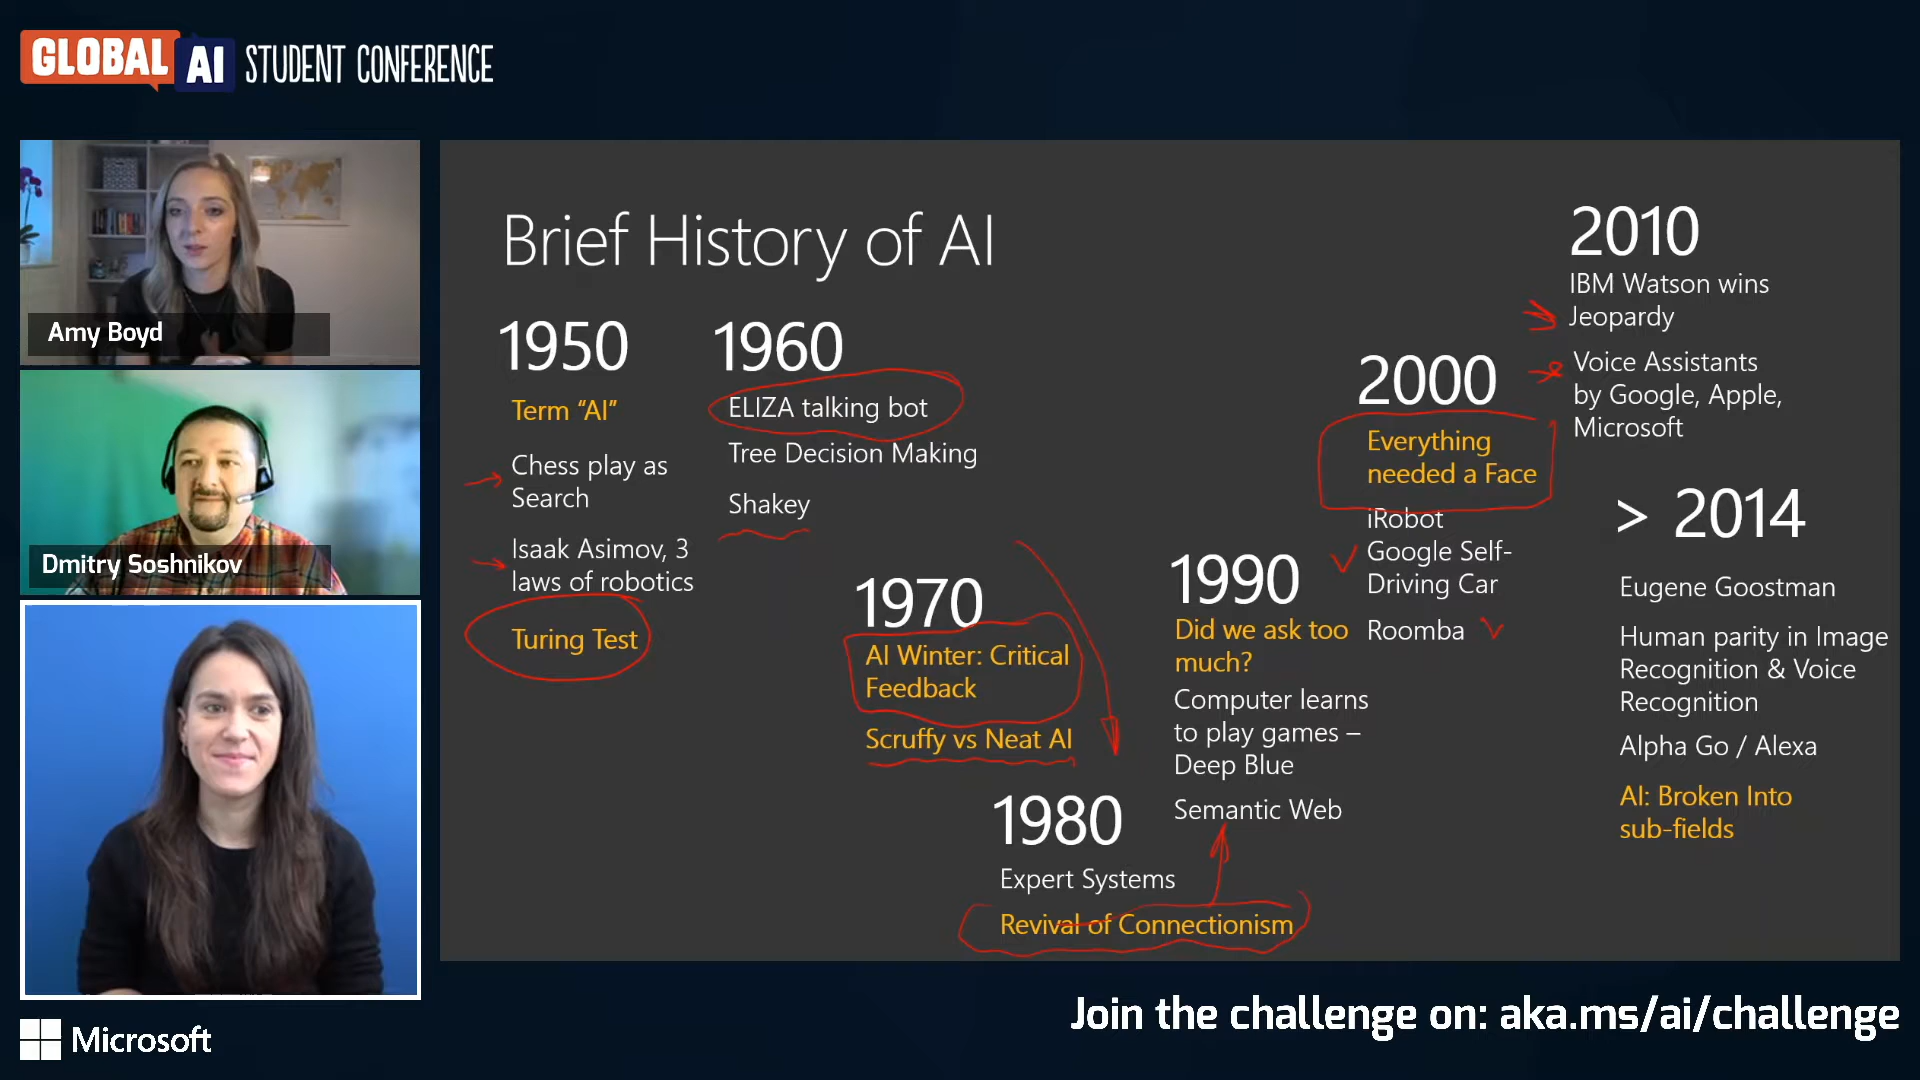 GLOBAL AI STUDENT CONFERENCE
Amy Boyd
Dmitry Soshnikov
Microsoft
Brief History of AI
1950
Term “AI”
Chess play as
Search
Isaak Asimov, 3
laws of robotics
Turing Test
1960
ELIZA talking bot
Tree Decision Making
Shakey
1970
AI Winter: Critical
Feedback
Scruffy vs Neat AI
1980
Expert Systems
Revival of Connectionism
1990
Did we ask too
much?
Computer learns
to play games –
Deep Blue
Semantic Web
2000
Everything
needed a Face
iRobot
Google Self-
Driving Car
Roomba
2010
IBM Watson wins
Jeopardy
Voice Assistants
by Google, Apple,
Microsoft
> 2014
Eugene Goostman
Human parity in Image
Recognition & Voice
Recognition
Alpha Go / Alexa
AI: Broken Into
sub-fields
Join the challenge on: aka.ms/ai/challenge